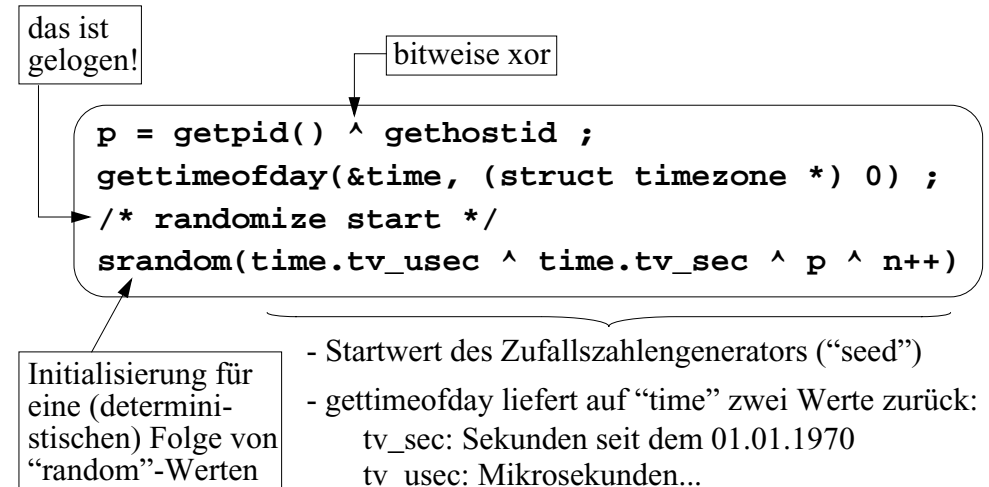 das ist
gelogen!
bitweise xor
p = getpid() ^ gethostid ;
gettimeofday(&time, (struct timezone *) 0) ;
/* randomize start */
srandom(time.tv_usec ^ time.tv_sec ^ p ^ n++)
Initialisierung für
eine (determini-
stischen) Folge von
“random”-Werten
- Startwert des Zufallszahlengenerators (“seed”)
- gettimeofday liefert auf “time” zwei Werte zurück:
tv_sec: Sekunden seit dem 01.01.1970
tv_usec: Mikrosekunden...